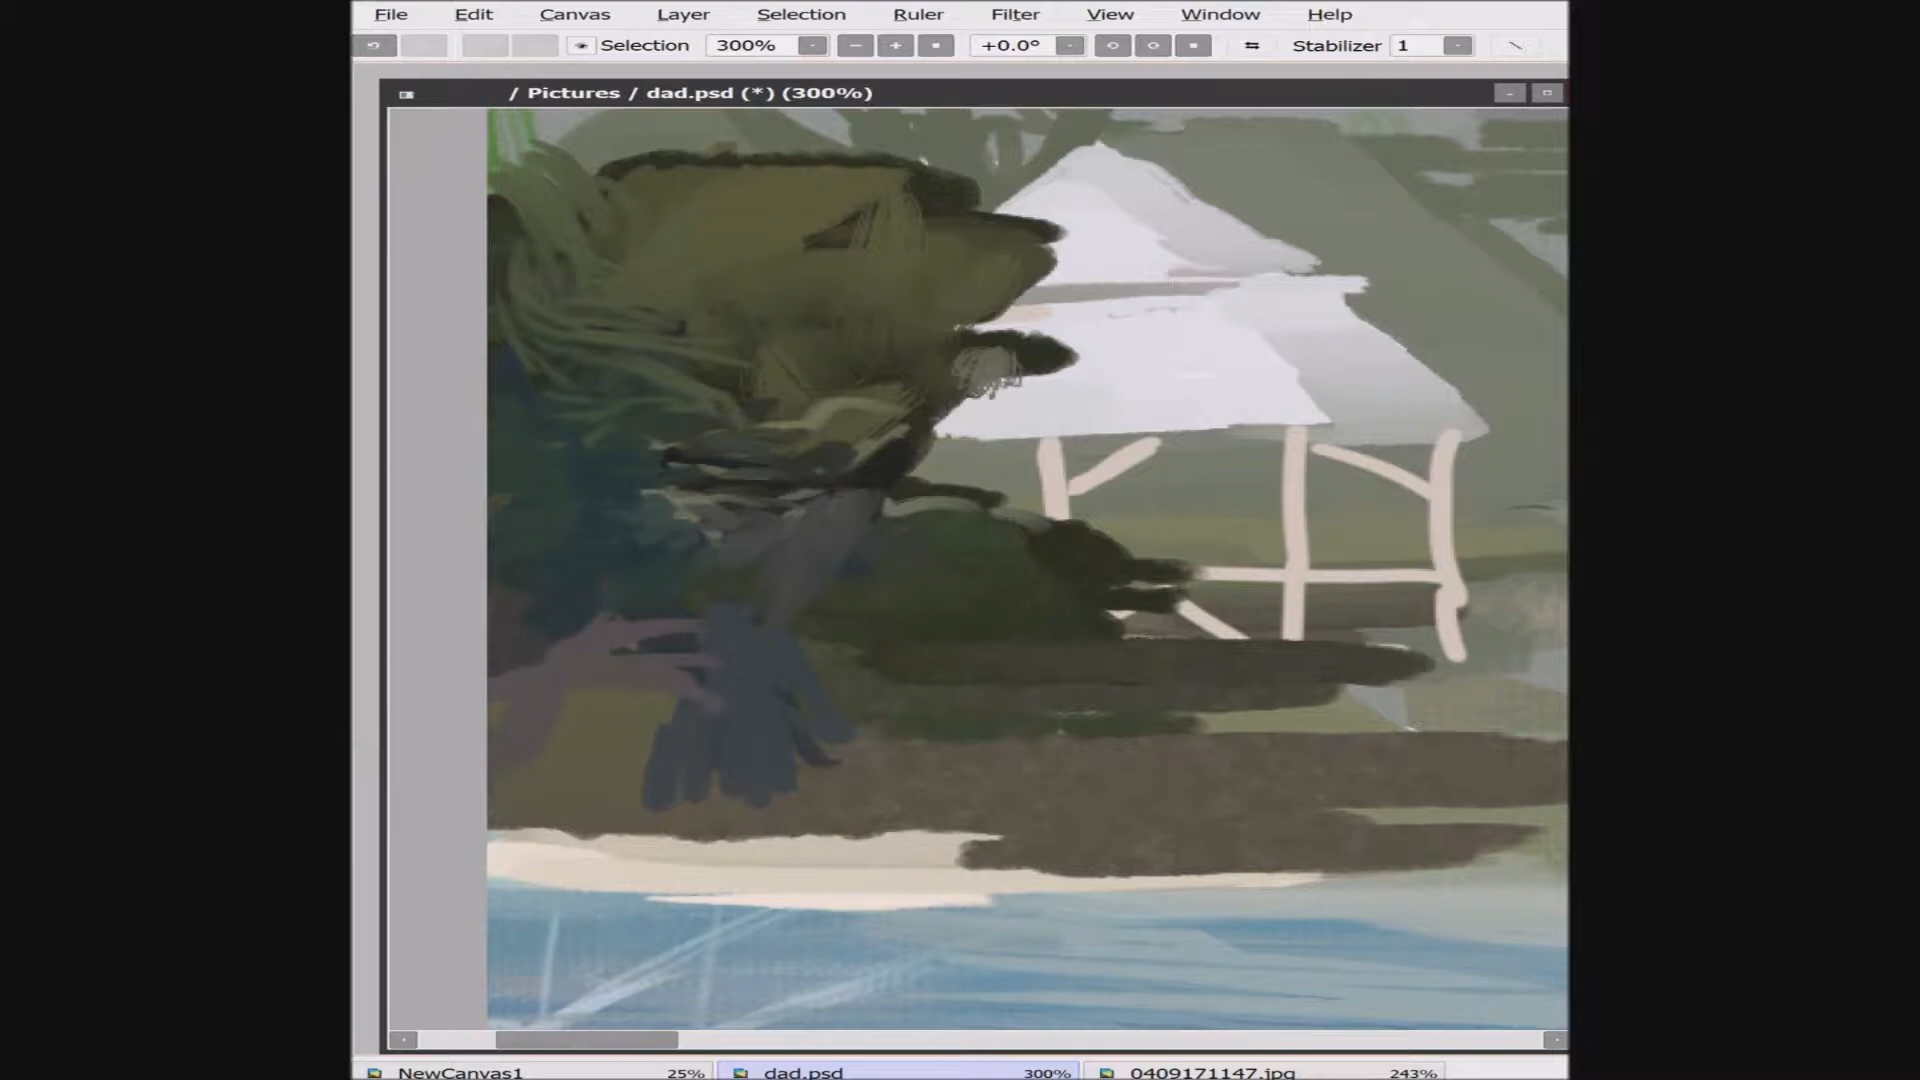 File Edit Canvas Layer Selection Ruler Filter View Window Help
Selection 300% +0.0° Stabilizer 1
/ Pictures / dad.psd (*) (300%)
NewCanvas1 25% dad.psd 300% 0409171147.jpg 243%